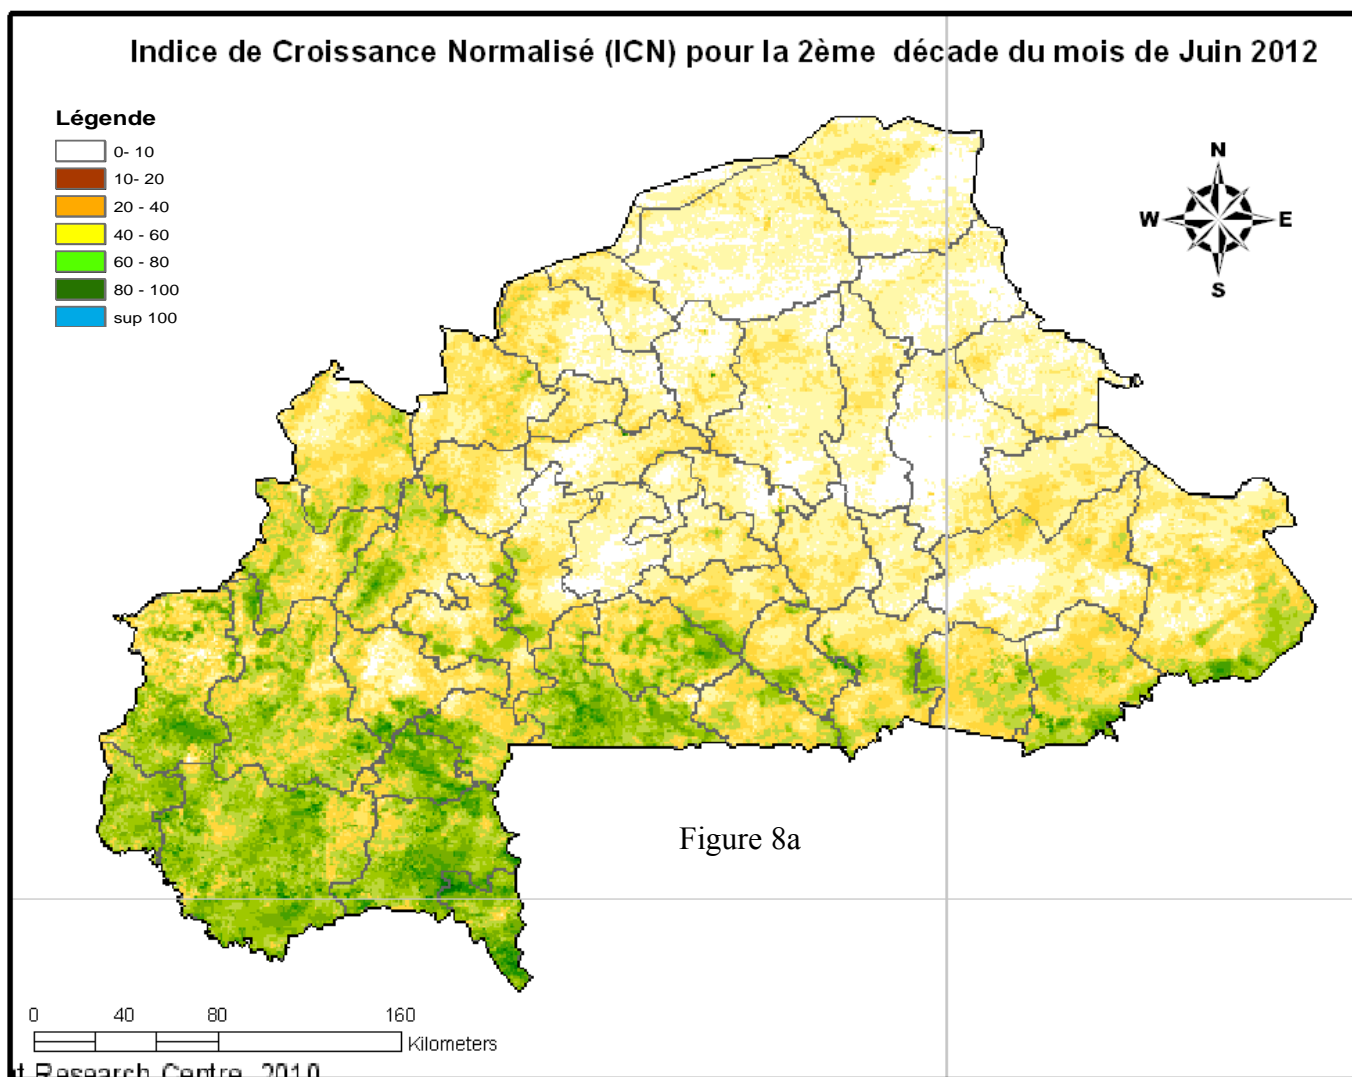 Indice de Croissance Normalisé (ICN) pour la 2ème décade du mois de Juin 2012
Légende
0- 10
10- 20
20 - 40
40 - 60
60 - 80
80 - 100
sup 100
N
W E
S
Figure 8a
0 40 80 160
Kilometers
t Research Centre, 2010